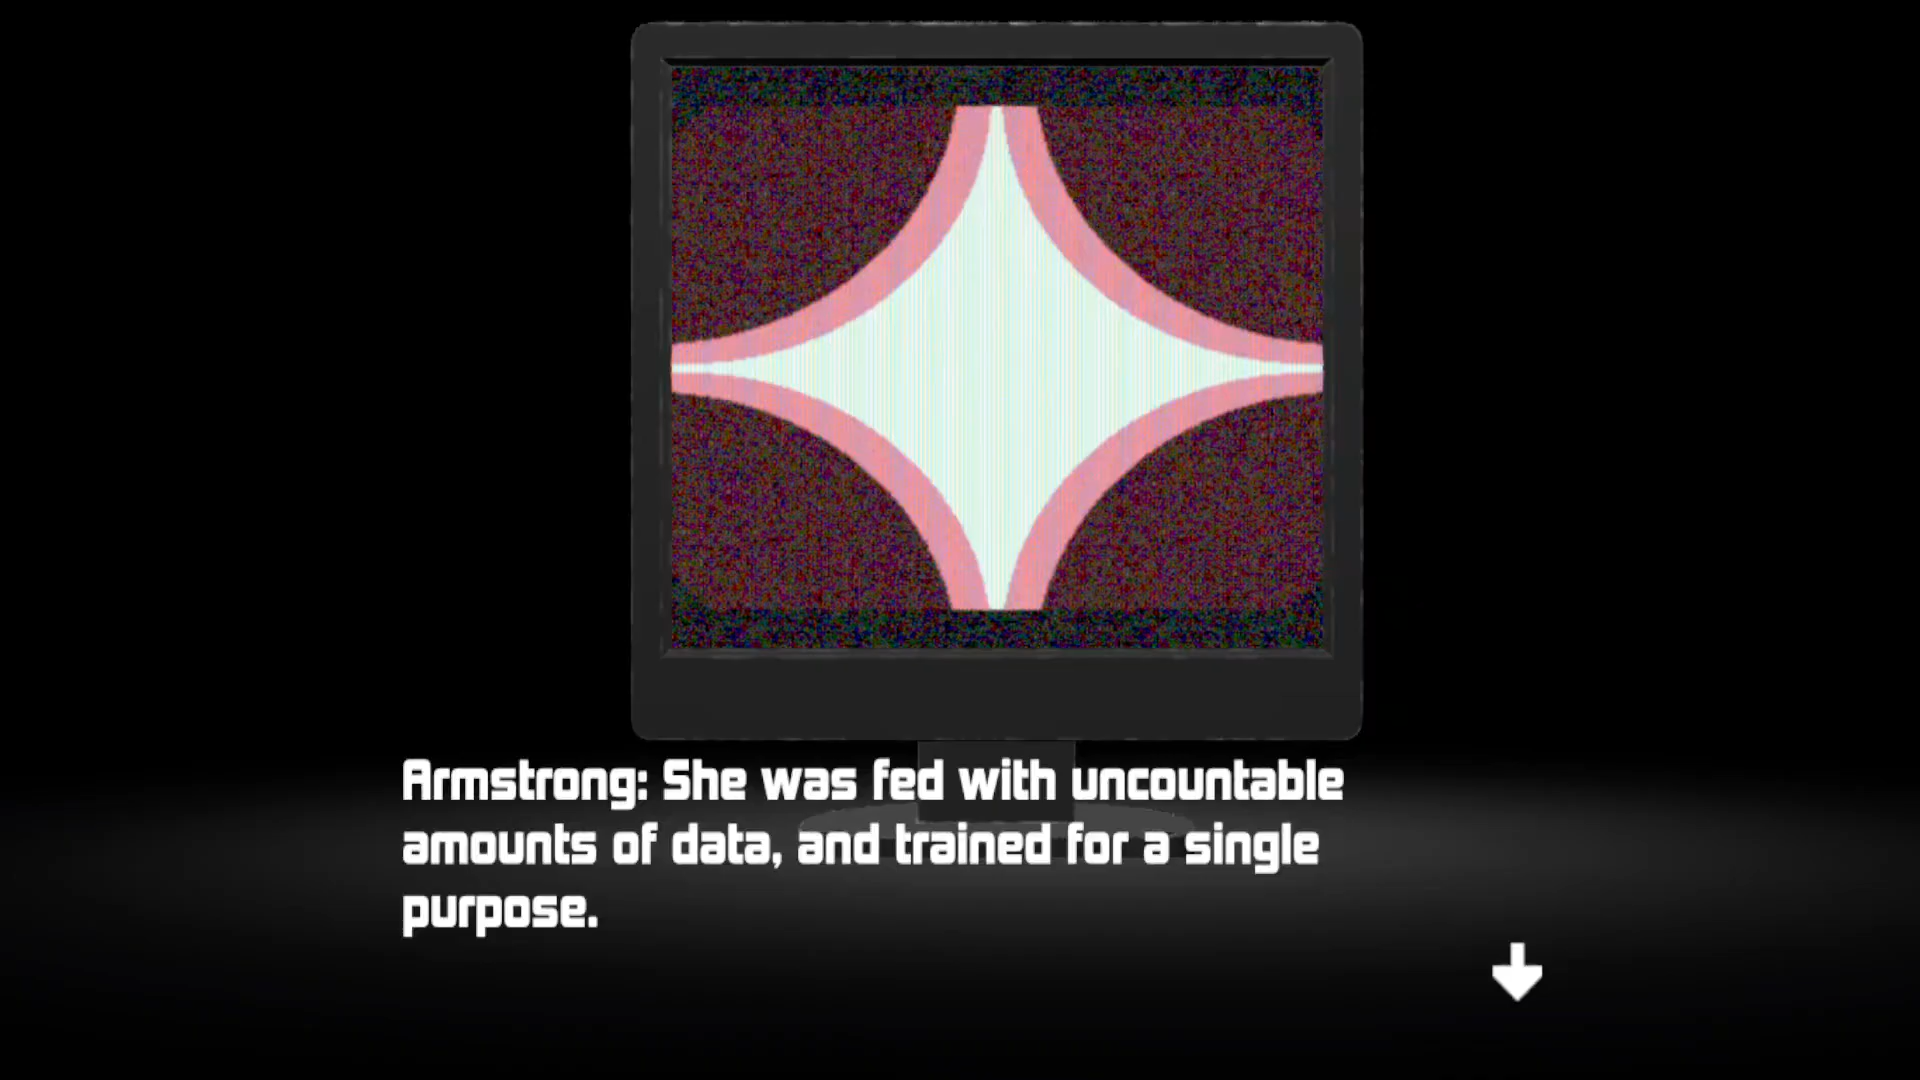 Armstrong: She was fed with uncountable
amounts of data, and trained for a single
purpose.